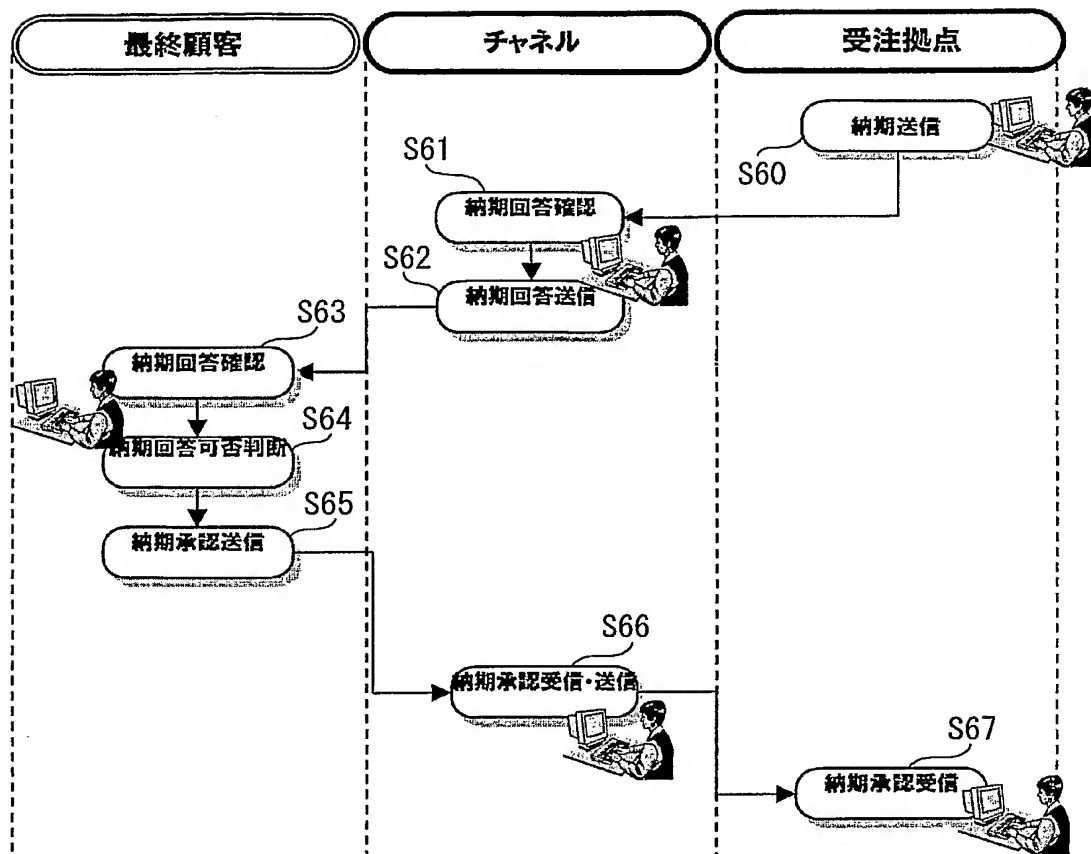 最終顧客
チャネル
受注拠点
納期送信
S60
S61
納期回答確認
S62
納期回答送信
S63
納期回答確認
S64
納期回答可否判断
S65
納期承認送信
S66
納期承認受信・送信
S67
納期承認受信